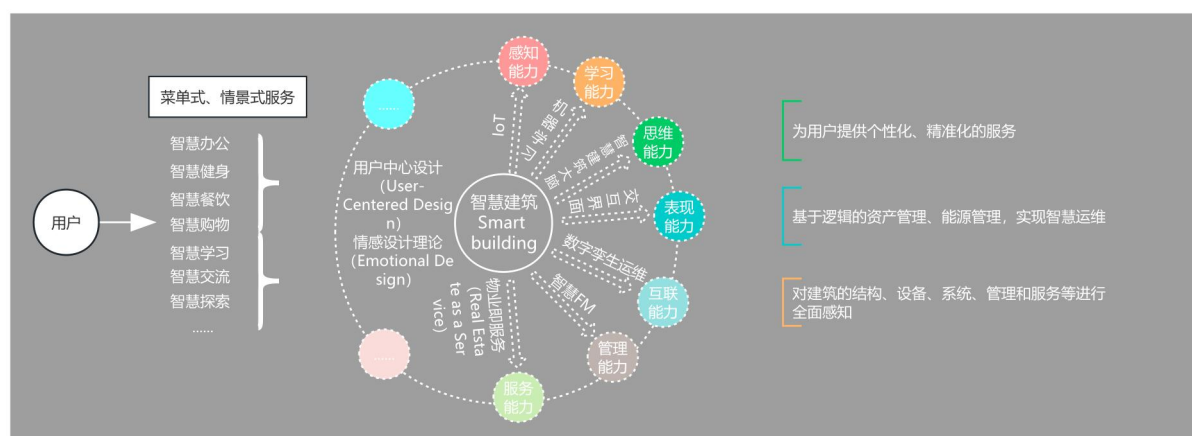 用户
菜单式、情景式服务
智慧办公
智慧健身
智慧餐饮
智慧购物
智慧学习
智慧交流
智慧探索
......
......
用户中心设计
（User-
Centered Desig
n）
情感设计理论
（Emotional De
sign）
......
智慧建筑
Smart
building
IoT
机器学习
智慧建筑大脑
交互界面
数字孪生运维
智慧FM
物业即服务
（Real Esta
te as a Ser
vice）
感知
能力
学习
能力
思维
能力
表现
能力
互联
能力
管理
能力
服务
能力
为用户提供个性化、精准化的服务
基于逻辑的资产管理、能源管理，实现智慧运维
对建筑的结构、设备、系统、管理和服务等进行
全面感知